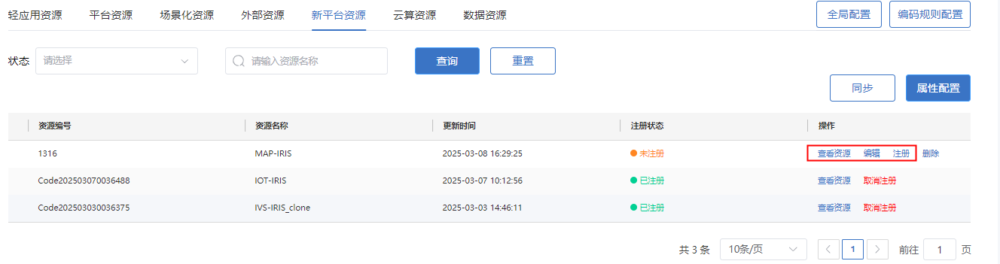 轻应用资源 平台资源 场景化资源 外部资源 新平台资源 云算资源 数据资源 全局配置 编码规则配置
状态 请选择 请输入资源名称 查询 重置
同步 属性配置
资源编号 资源名称 更新时间 注册状态 操作
1316 MAP-IRIS 2025-03-08 16:29:25 未注册 查看资源 编辑 注册 删除
Code202503070036488 IOT-IRIS 2025-03-07 10:12:56 已注册 查看资源 取消注册
Code202503030036375 IVS-IRIS_clone 2025-03-03 14:46:11 已注册 查看资源 取消注册
共 3 条 10条/页 1 前往 1 页